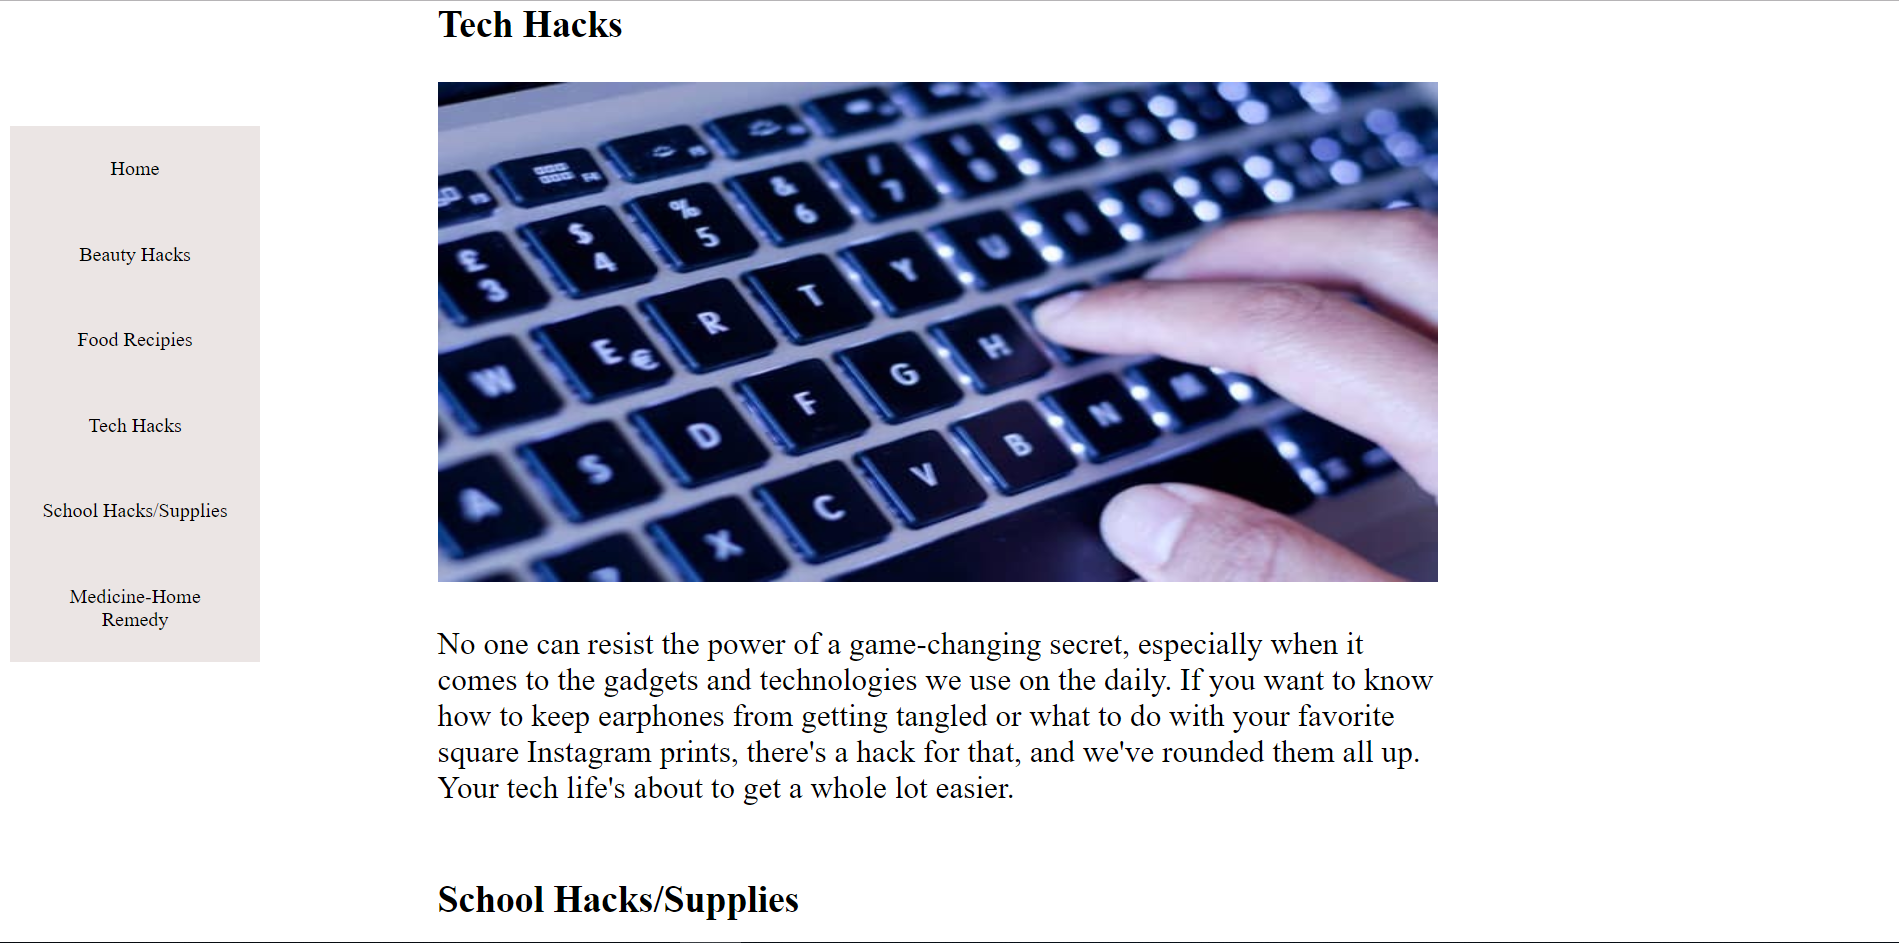 Tech Hacks
Home
Beauty Hacks
Food Recipies
Tech Hacks
School Hacks/Supplies
Medicine-Home
Remedy
£ $ % & /
3 4 5 6 7
W E € R T Y U I
A S D F G H
X C V B N M
No one can resist the power of a game-changing secret, especially when it
comes to the gadgets and technologies we use on the daily. If you want to know
how to keep earphones from getting tangled or what to do with your favorite
square Instagram prints, there's a hack for that, and we've rounded them all up.
Your tech life's about to get a whole lot easier.
School Hacks/Supplies